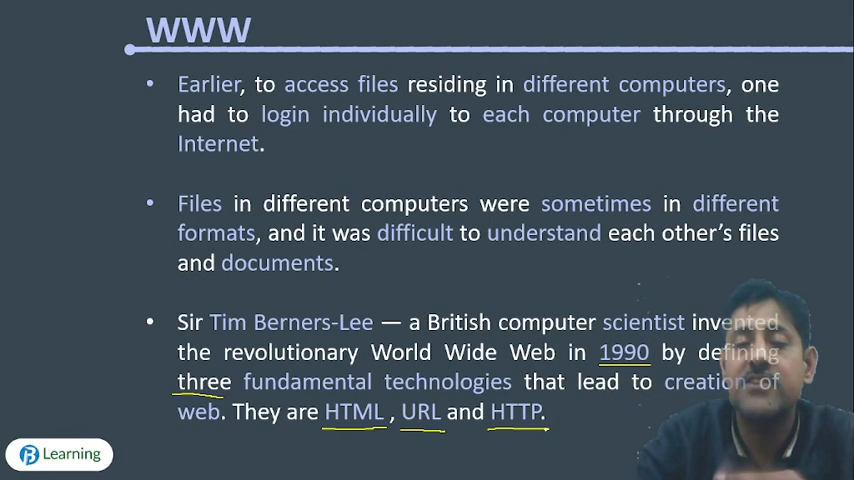 WWW
• Earlier, to access files residing in different computers, one
had to login individually to each computer through the
Internet.
• Files in different computers were sometimes in different
formats, and it was difficult to understand each other's files
and documents.
• Sir Tim Berners-Lee — a British computer scientist invented
the revolutionary World Wide Web in 1990 by defining
three fundamental technologies that lead to creation of
web. They are HTML , URL and HTTP.
Learning